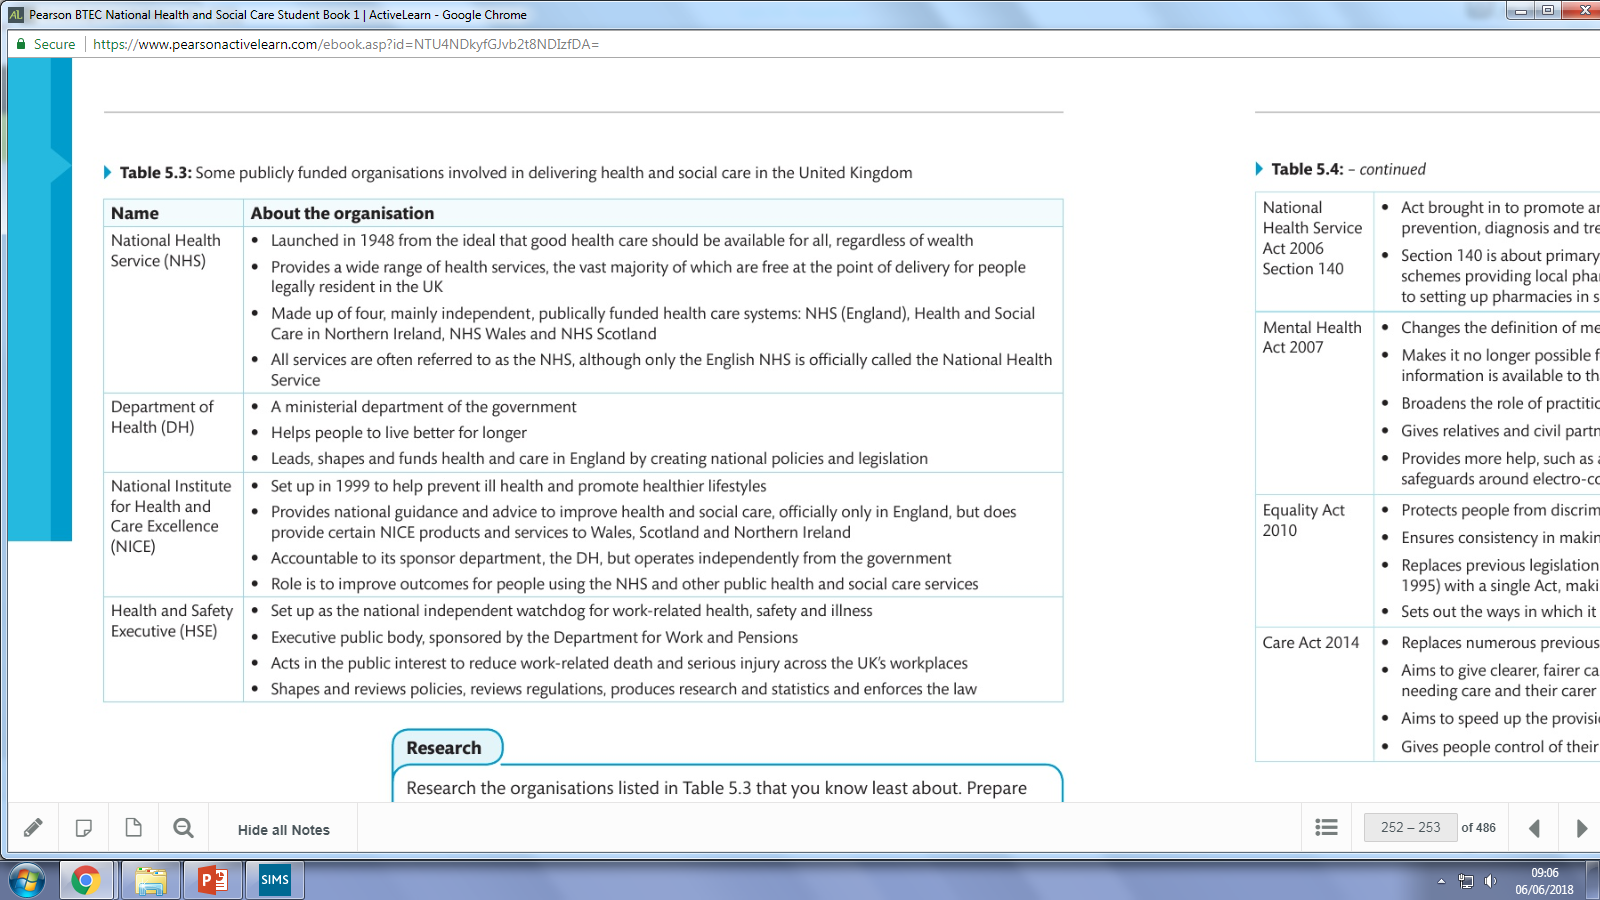 Pearson BTEC National Health and Social Care Student Book 1 | ActiveLearn - Google Chrome
Secure
https://www.pearsonactivelearn.com/ebook.asp?id=NTU4NDkyfGJvb2t8NDIzfDA=
Table 5.3: Some publicly funded organisations involved in delivering health and social care in the United Kingdom
Name
About the organisation
National Health
Service (NHS)
• Launched in 1948 from the ideal that good health care should be available for all, regardless of wealth
• Provides a wide range of health services, the vast majority of which are free at the point of delivery for people
legally resident in the UK
• Made up of four, mainly independent, publically funded health care systems: NHS (England), Health and Social
Care in Northern Ireland, NHS Wales and NHS Scotland
• All services are often referred to as the NHS, although only the English NHS is officially called the National Health
Service
Department of
Health (DH)
• A ministerial department of the government
• Helps people to live better for longer
• Leads, shapes and funds health and care in England by creating national policies and legislation
National Institute
for Health and
Care Excellence
(NICE)
• Set up in 1999 to help prevent ill health and promote healthier lifestyles
• Provides national guidance and advice to improve health and social care, officially only in England, but does
provide certain NICE products and services to Wales, Scotland and Northern Ireland
• Accountable to its sponsor department, the DH, but operates independently from the government
• Role is to improve outcomes for people using the NHS and other public health and social care services
Health and Safety
Executive (HSE)
• Set up as the national independent watchdog for work-related health, safety and illness
• Executive public body, sponsored by the Department for Work and Pensions
• Acts in the public interest to reduce work-related death and serious injury across the UK's workplaces
• Shapes and reviews policies, reviews regulations, produces research and statistics and enforces the law
Research
Research the organisations listed in Table 5.3 that you know least about. Prepare
Table 5.4: – continued
National
Health Service
Act 2006
Section 140
• Act brought in to promote
prevention, diagnosis and
• Section 140 is about primary
schemes providing local
to setting up pharmacies in
Mental Health
Act 2007
• Changes the definition of
• Makes it no longer possible
information is available to
• Broadens the role of
• Gives relatives and civil
• Provides more help, such as
safeguards around
Equality Act
2010
• Protects people from
• Ensures consistency in
• Replaces previous legislation
1995) with a single Act,
• Sets out the ways in which it
Care Act 2014
• Replaces numerous previous
• Aims to give clearer, fairer
needing care and their carer
• Aims to speed up the
• Gives people control of their
Hide all Notes
252 – 253
of 486
SIMS
09:06
06/06/2018